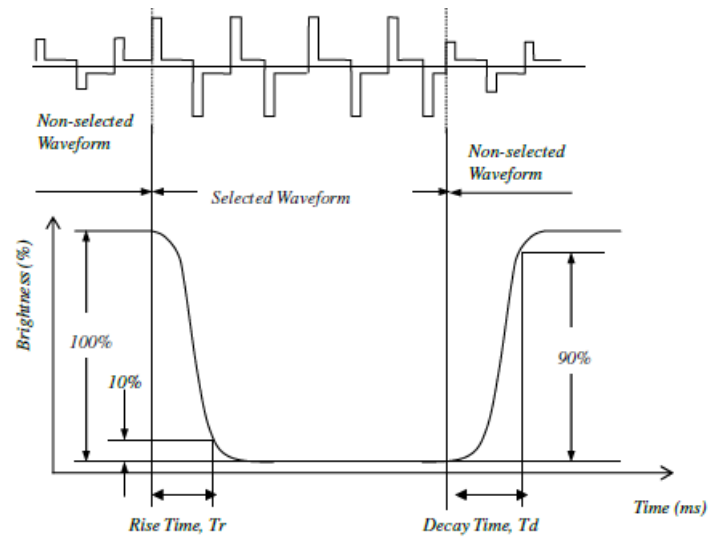 Non-selected
Waveform
Non-selected
Waveform
Selected Waveform
Brightness (%)
100%
10%
90%
Time (ms)
Rise Time, Tr
Decay Time, Td